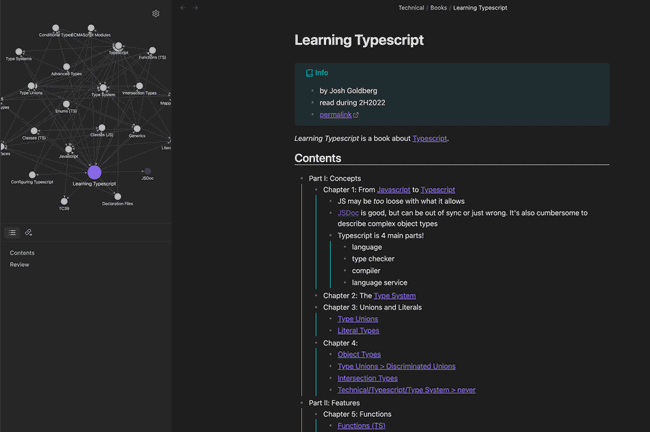 Technical / Books / Learning Typescript
Conditional Types
ECMAScript Modules
Typescript
Functions (TS)
Type Systems
Advanced Types
Type Unions
Type System
Intersection Types
Enums (TS)
Classes (TS)
Classes (JS)
Generics
Javascript
Configuring Typescript
Learning Typescript
JSDoc
TC39
Declaration Files
Contents
Review
Learning Typescript
Info
by Josh Goldberg
read during 2H2022
permalink
Learning Typescript is a book about Typescript.
Contents
Part I: Concepts
Chapter 1: From Javascript to Typescript
JS may be too loose with what it allows
JSDoc is good, but can be out of sync or just wrong. It's also cumbersome to
describe complex object types
Typescript is 4 main parts!
language
type checker
compiler
language service
Chapter 2: The Type System
Chapter 3: Unions and Literals
Type Unions
Literal Types
Chapter 4:
Object Types
Type Unions > Discriminated Unions
Intersection Types
Technical/Typescript/Type System > never
Part II: Features
Chapter 5: Functions
Functions (TS)